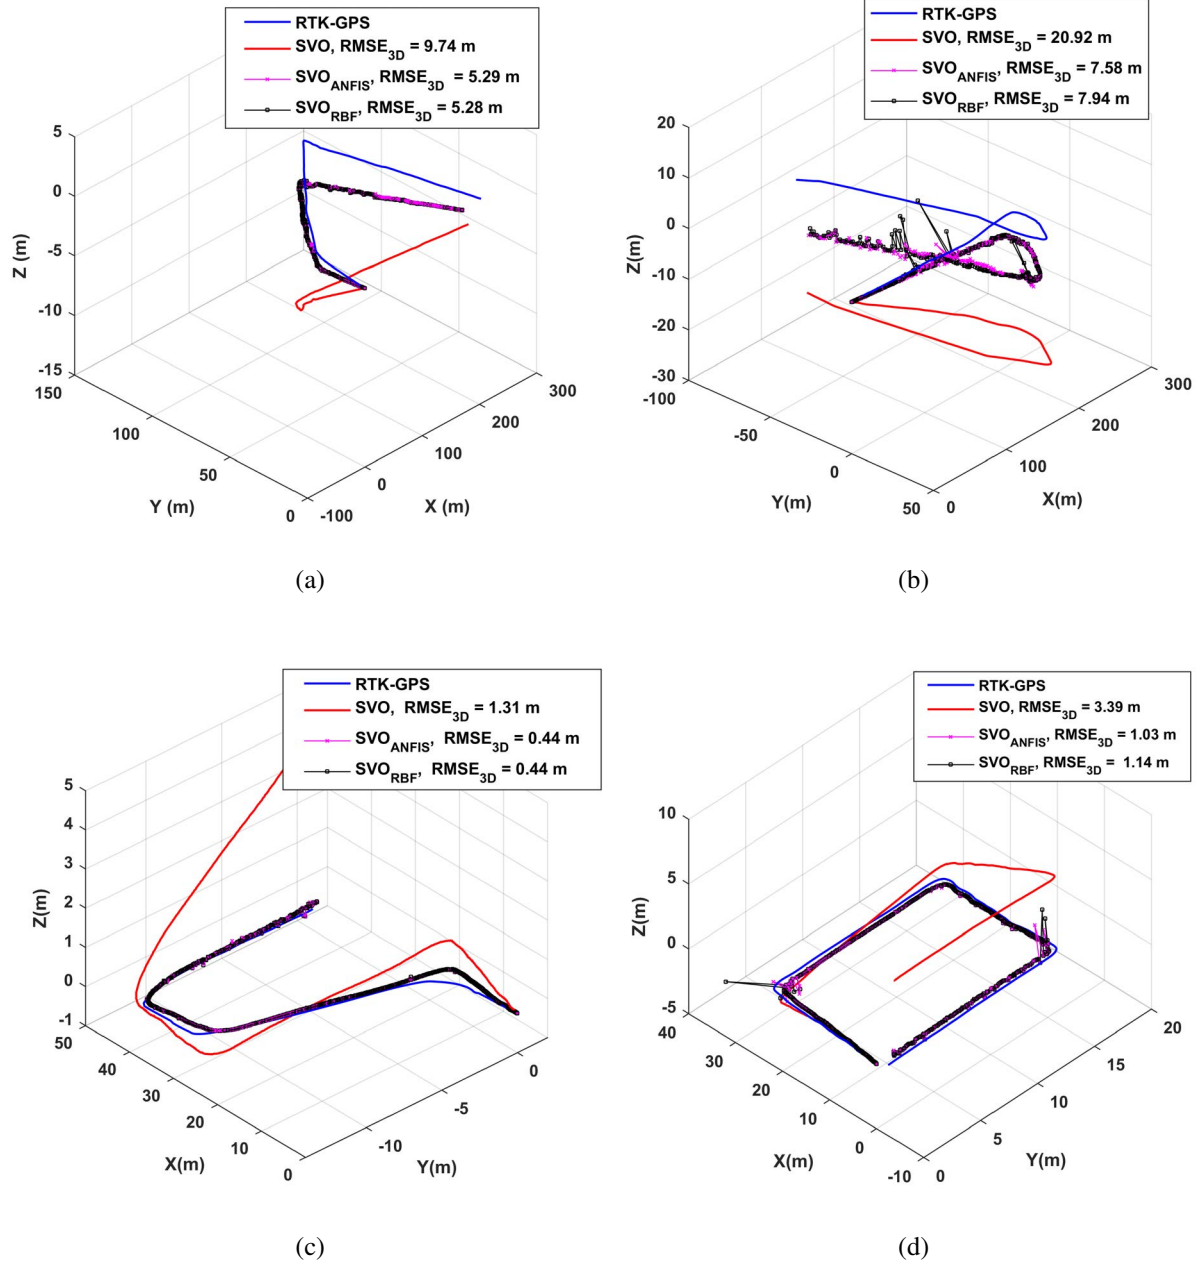 RTK-GPS
SVO, RMSE3D = 9.74 m
SVOANFIS, RMSE3D = 5.29 m
SVORBF, RMSE3D = 5.28 m
5
0
-5
-10
-15
Z (m)
150
100
50
0
Y (m)
-100
0
100
200
300
X (m)
(a)
RTK-GPS
SVO, RMSE3D = 20.92 m
SVOANFIS, RMSE3D = 7.58 m
SVORBF, RMSE3D = 7.94 m
20
10
0
-10
-20
-30
Z(m)
-100
-50
0
50
Y(m)
0
100
200
300
X(m)
(b)
RTK-GPS
SVO, RMSE3D = 1.31 m
SVOANFIS, RMSE3D = 0.44 m
SVORBF, RMSE3D = 0.44 m
5
4
3
2
1
0
-1
Z(m)
50
40
30
20
10
0
X(m)
-10
-5
0
Y(m)
(c)
RTK-GPS
SVO, RMSE3D = 3.39 m
SVOANFIS, RMSE3D = 1.03 m
SVORBF, RMSE3D = 1.14 m
10
5
0
-5
Z(m)
40
30
20
10
0
-10
X(m)
0
5
10
15
20
Y(m)
(d)